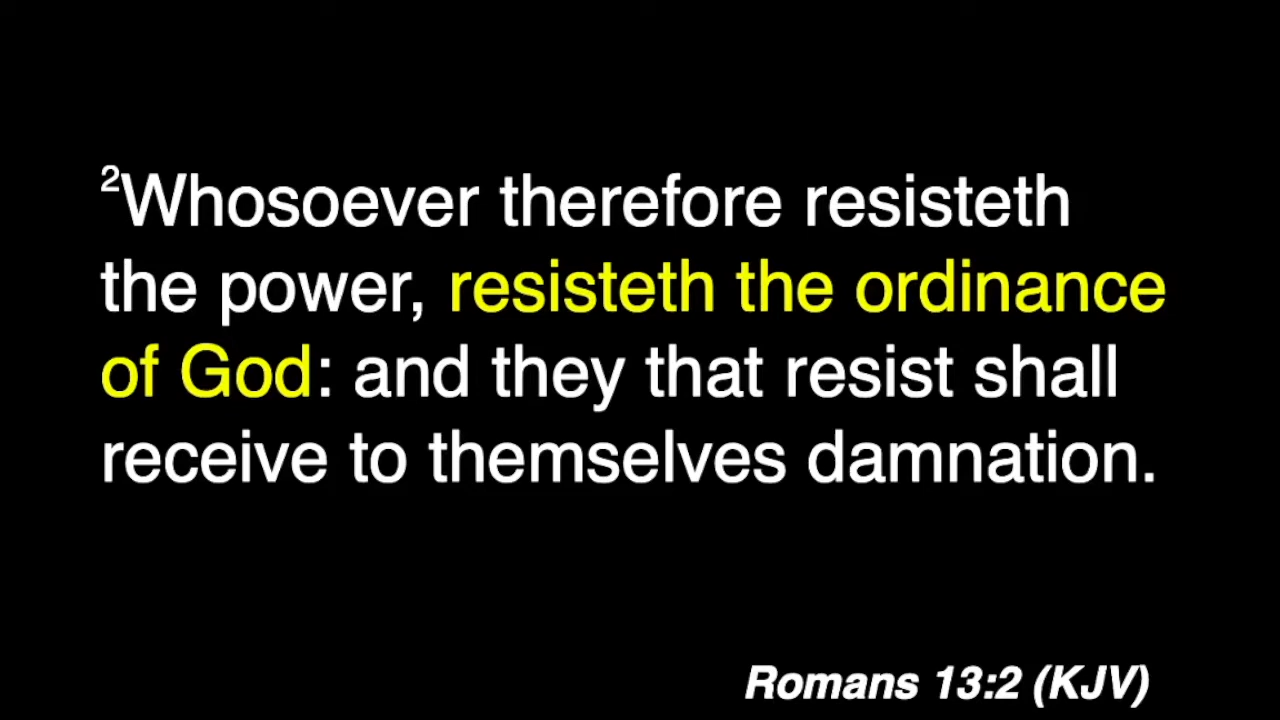 ²Whosoever therefore resisteth
the power, resisteth the ordinance
of God: and they that resist shall
receive to themselves damnation.
Romans 13:2 (KJV)